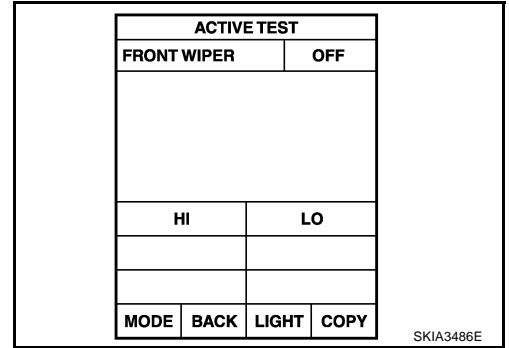 ACTIVE TEST
FRONT WIPER OFF
HI LO
MODE BACK LIGHT COPY
SKIA3486E